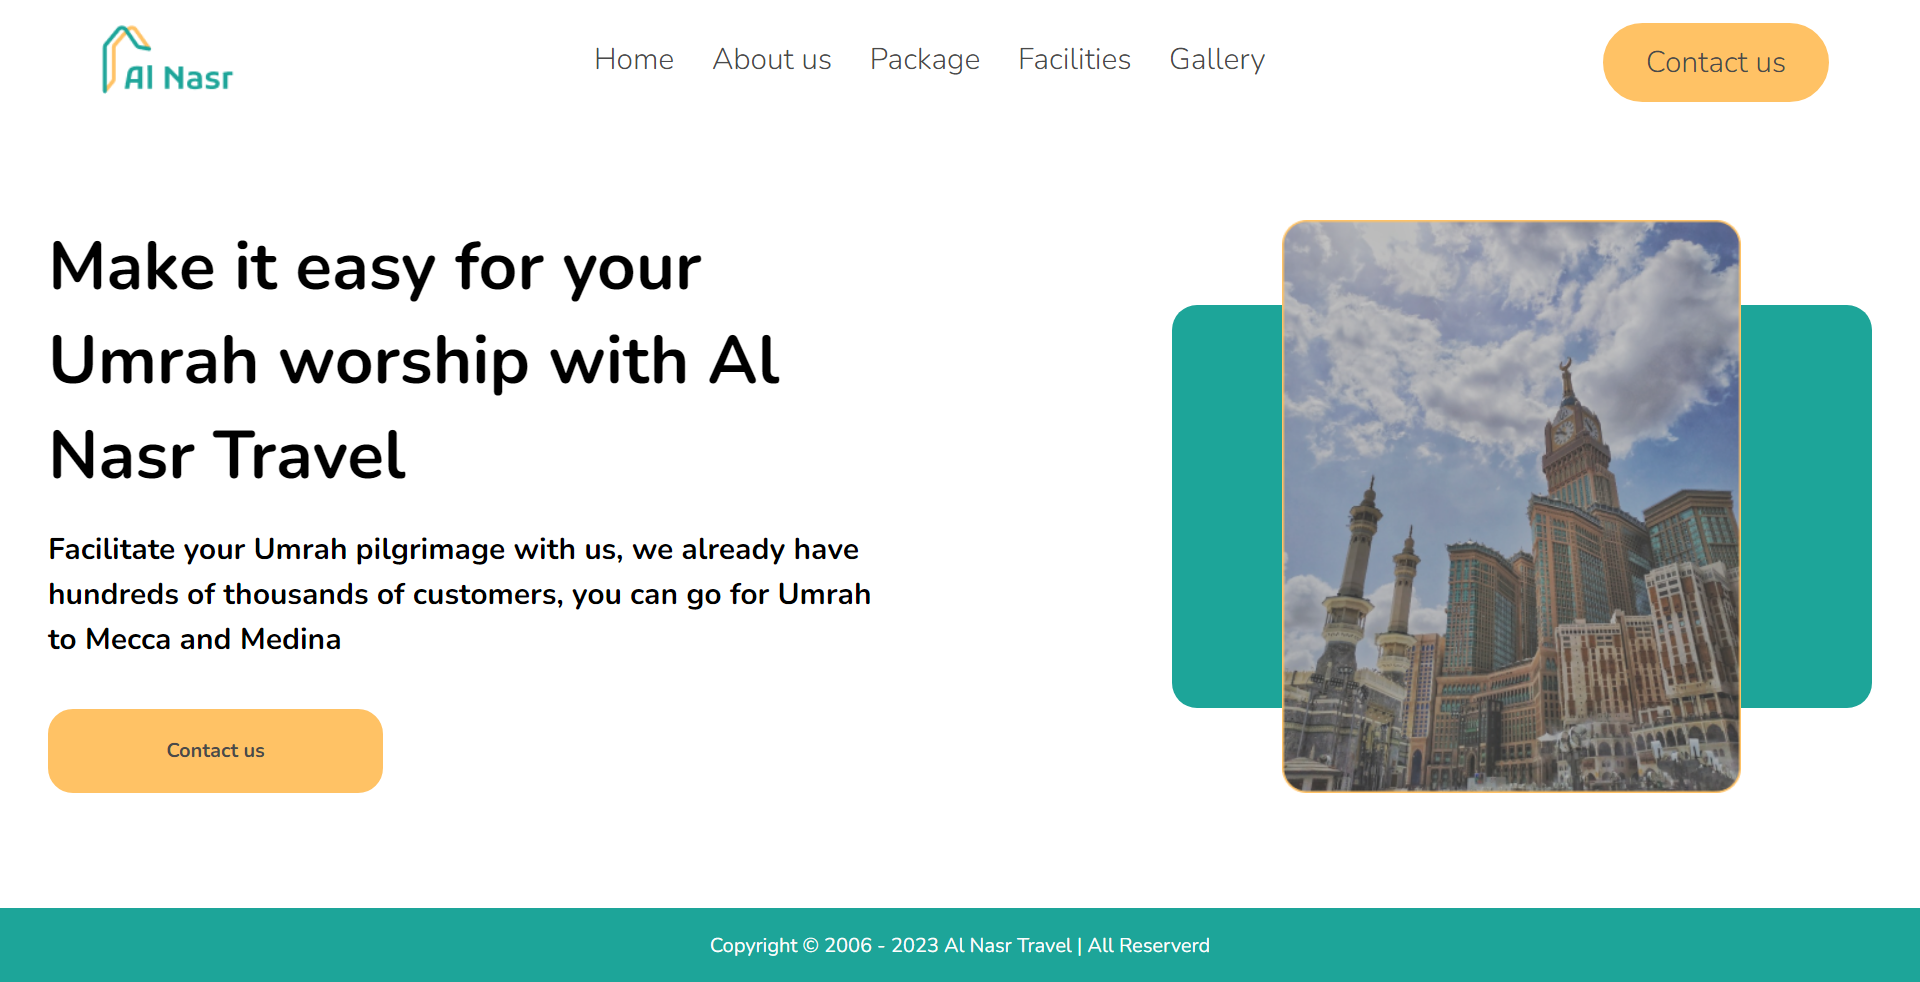 Al Nasr
Home About us Package Facilities Gallery
Contact us
Make it easy for your
Umrah worship with Al
Nasr Travel
Facilitate your Umrah pilgrimage with us, we already have
hundreds of thousands of customers, you can go for Umrah
to Mecca and Medina
Contact us
Copyright © 2006 - 2023 Al Nasr Travel | All Reserverd